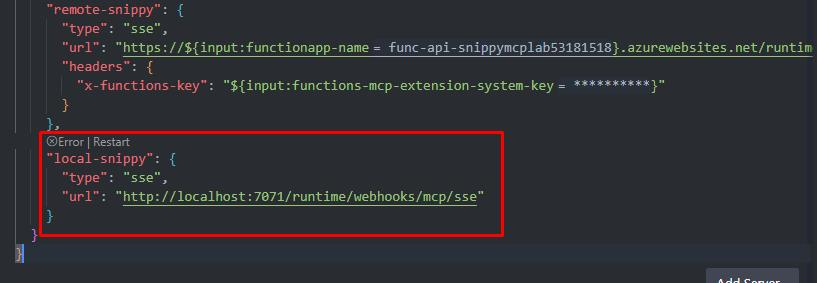 "remote-snippy": {
"type": "sse",
"url": "https://${input:functionapp-name = func-api-snippymcplab53181518}.azurewebsites.net/runtime
"headers": {
"x-functions-key": "${input:functions-mcp-extension-system-key = **********}"
}
},
Error | Restart
"local-snippy": {
"type": "sse",
"url": "http://localhost:7071/runtime/webhooks/mcp/sse"
}
}
}
Add Server...